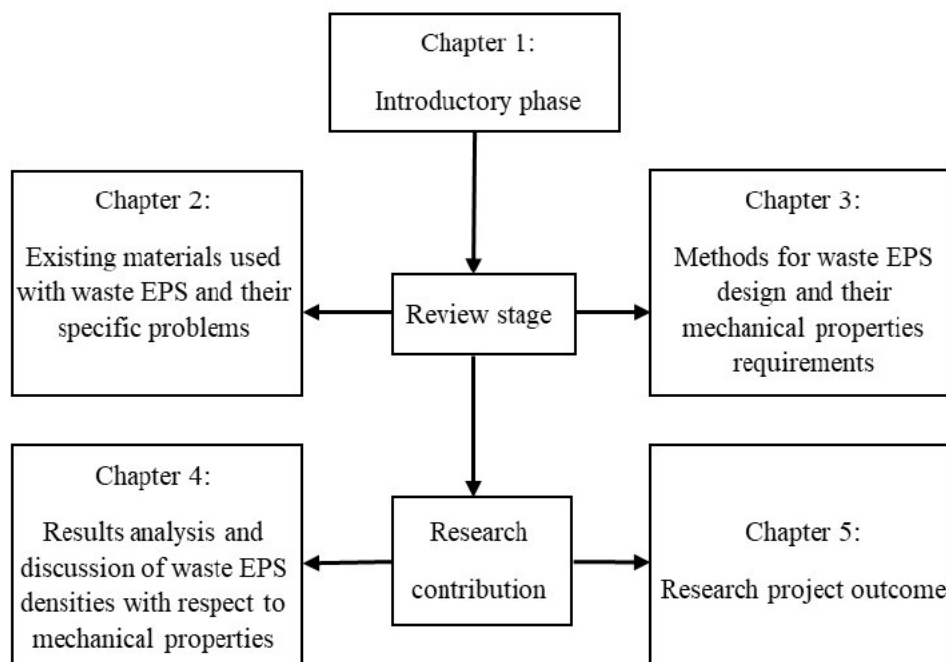 Chapter 1:
Introductory phase
Chapter 2:
Existing materials used
with waste EPS and their
specific problems
Review stage
Chapter 3:
Methods for waste EPS
design and their
mechanical properties
requirements
Chapter 4:
Results analysis and
discussion of waste EPS
densities with respect to
mechanical properties
Research
contribution
Chapter 5:
Research project outcome